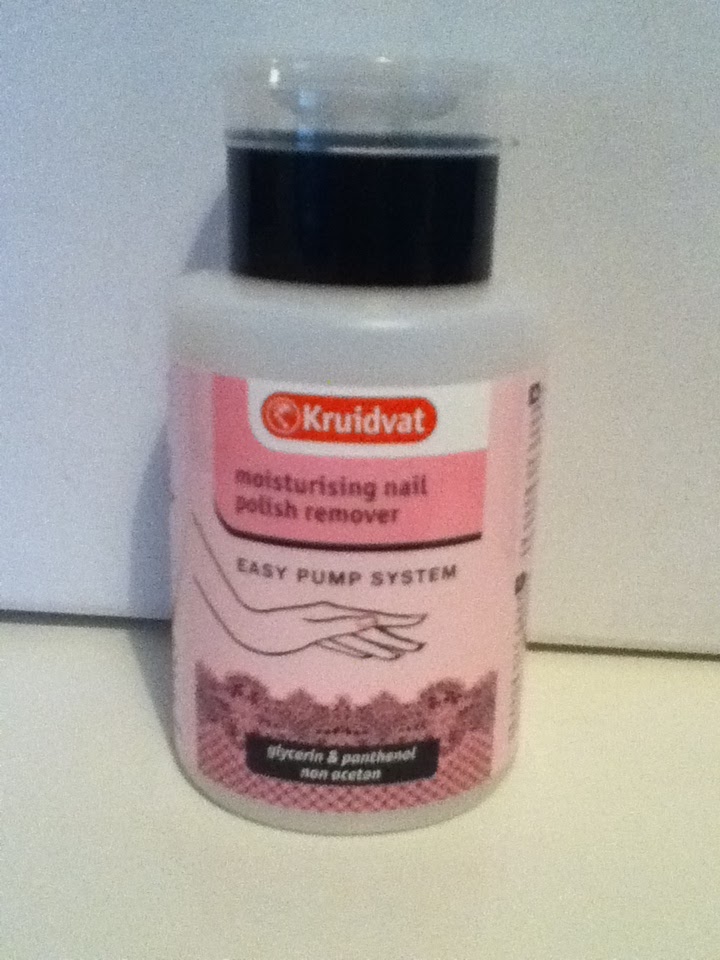 Kruidvat
moisturising nail
polish remover
EASY PUMP SYSTEM
glycerin & panthenol
non aceton